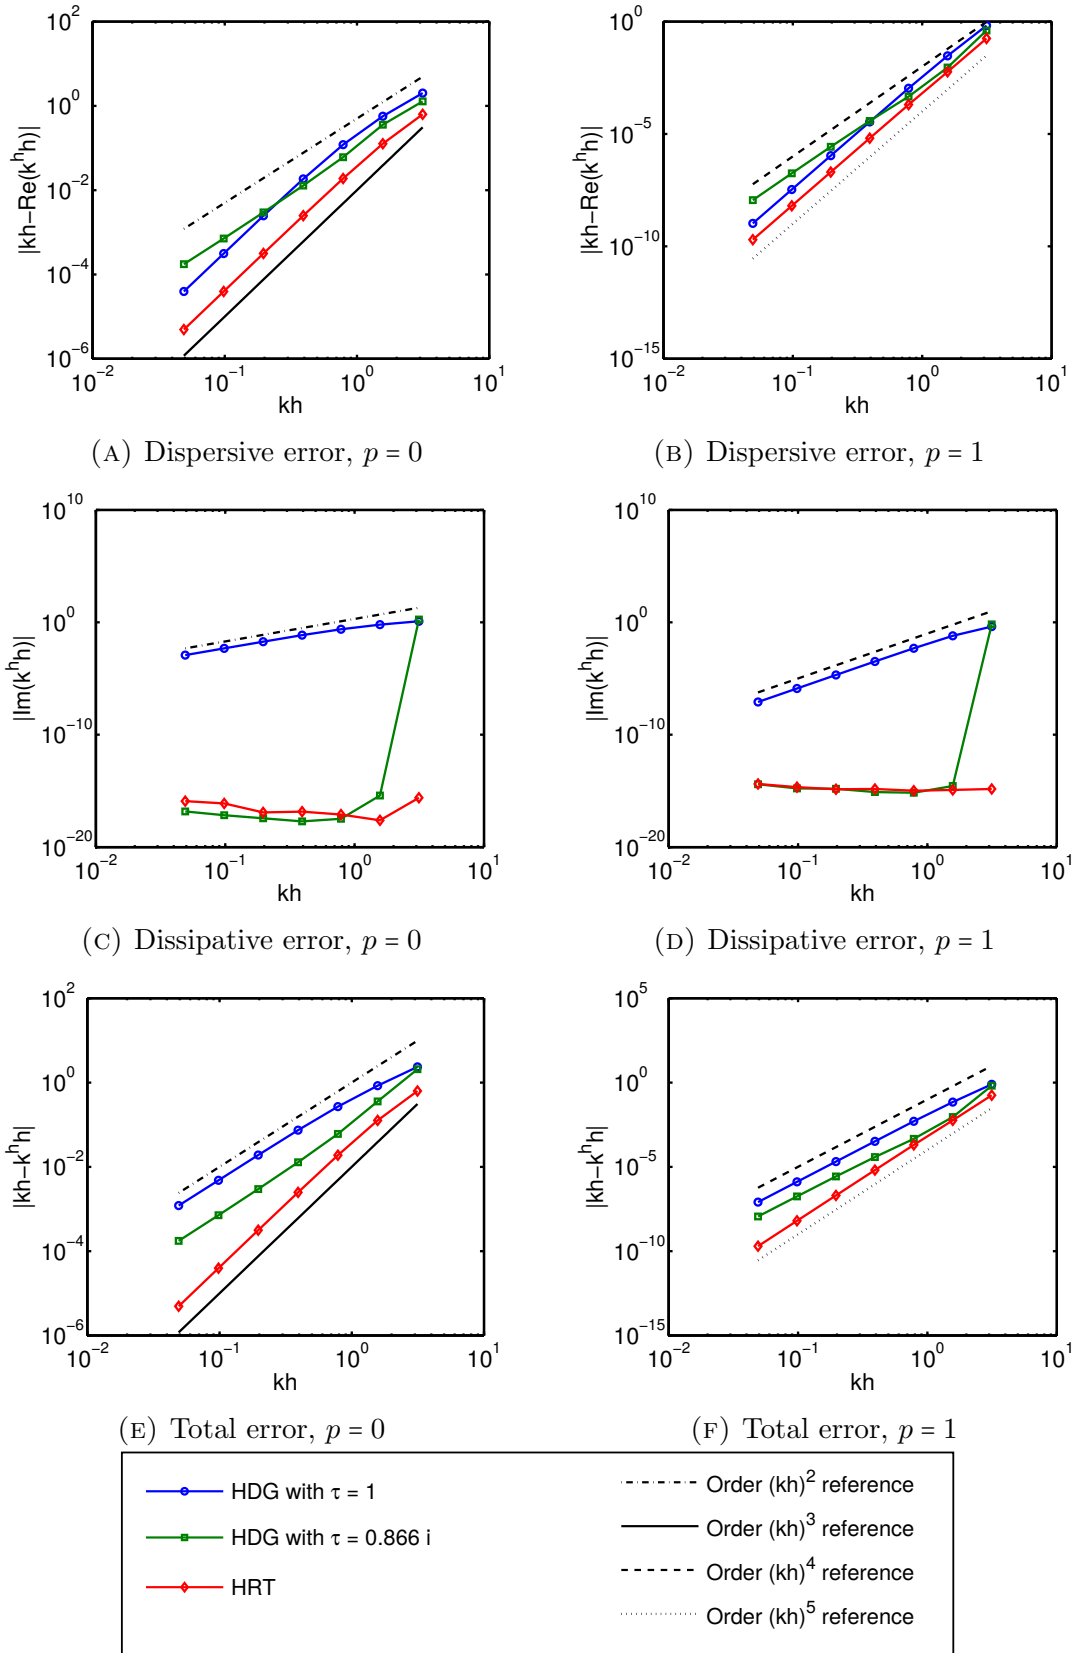 10^2
10^0
10^−2
10^−4
10^−6
|kh−Re(k^h h)|
10^−2 10^−1 10^0 10^1
kh
(A) Dispersive error, p = 0
10^0
10^−5
10^−10
10^−15
|kh−Re(k^h h)|
10^−2 10^−1 10^0 10^1
kh
(B) Dispersive error, p = 1
10^10
10^0
10^−10
10^−20
|Im(k^h h)|
10^−2 10^−1 10^0 10^1
kh
(C) Dissipative error, p = 0
10^10
10^0
10^−10
10^−20
|Im(k^h h)|
10^−2 10^−1 10^0 10^1
kh
(D) Dissipative error, p = 1
10^2
10^0
10^−2
10^−4
10^−6
|kh−k^h h|
10^−2 10^−1 10^0 10^1
kh
(E) Total error, p = 0
10^5
10^0
10^−5
10^−10
10^−15
|kh−k^h h|
10^−2 10^−1 10^0 10^1
kh
(F) Total error, p = 1
HDG with τ = 1
HDG with τ = 0.866 i
HRT
Order (kh)^2 reference
Order (kh)^3 reference
Order (kh)^4 reference
Order (kh)^5 reference